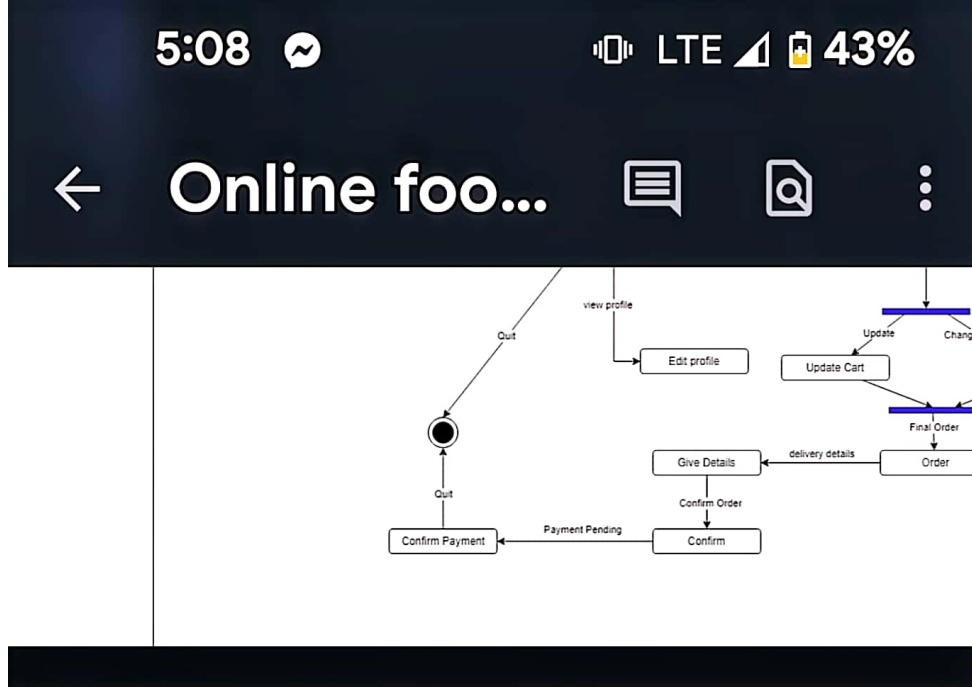 5:08 LTE 43%
Online foo...
view profile
Quit
Update Chang
Edit profile
Update Cart
Final Order
Give Details
delivery details
Order
Quit
Confirm Order
Confirm Payment
Payment Pending
Confirm